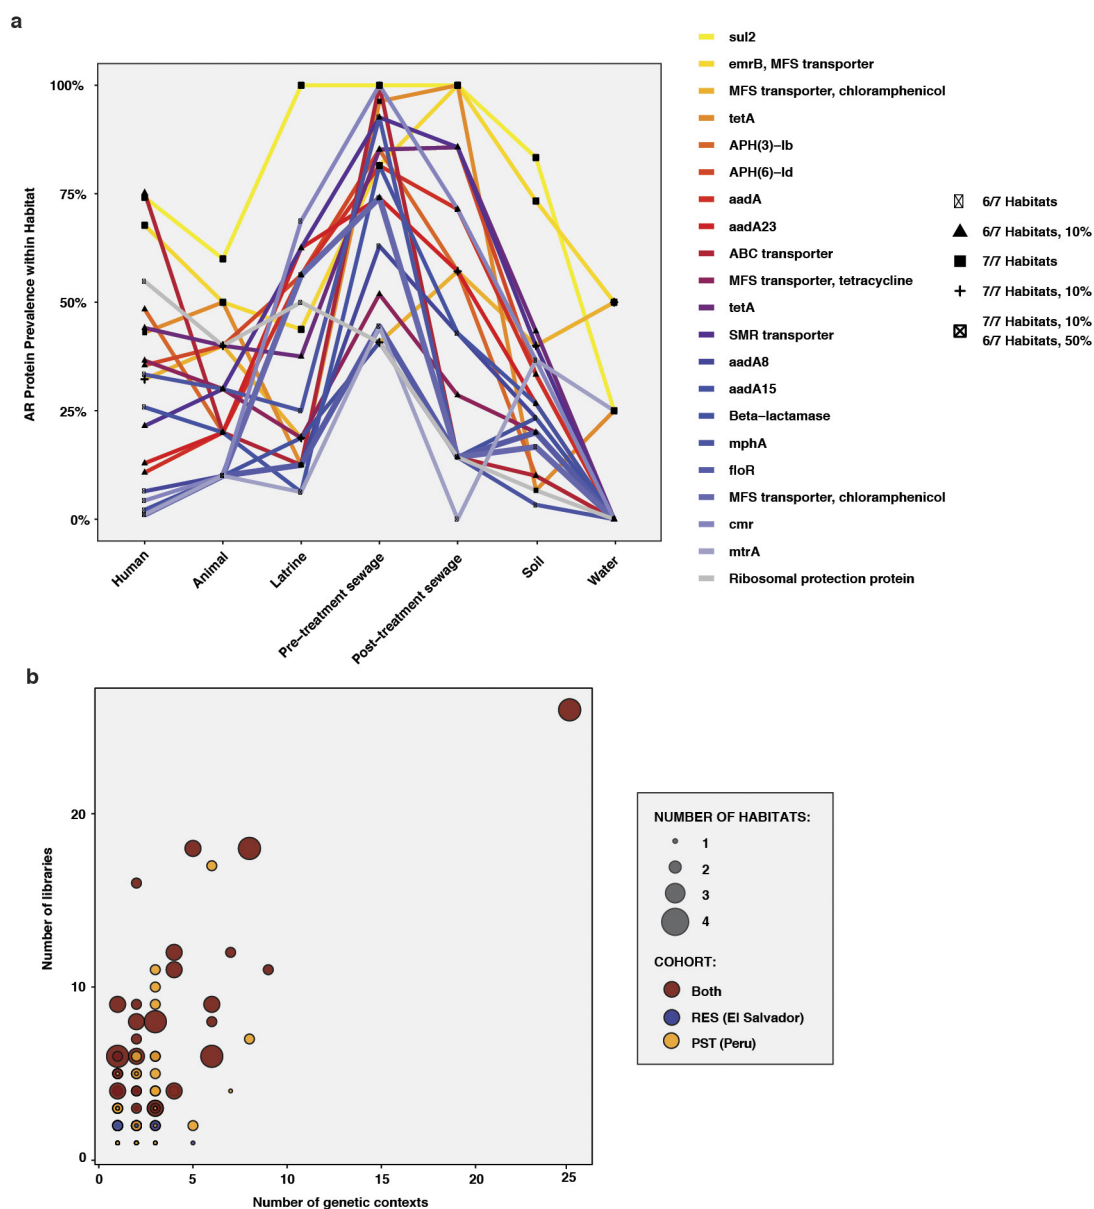 a
AR Protein Prevalence within Habitat
100%
75%
50%
25%
0%
Human
Animal
Latrine
Pre−treatment sewage
Post−treatment sewage
Soil
Water
sul2
emrB, MFS transporter
MFS transporter, chloramphenicol
tetA
APH(3)−Ib
APH(6)−Id
aadA
aadA23
ABC transporter
MFS transporter, tetracycline
tetA
SMR transporter
aadA8
aadA15
Beta−lactamase
mphA
floR
MFS transporter, chloramphenicol
cmr
mtrA
Ribosomal protection protein
6/7 Habitats
6/7 Habitats, 10%
7/7 Habitats
7/7 Habitats, 10%
7/7 Habitats, 10%
6/7 Habitats, 50%
b
Number of libraries
20
10
0
0
5
10
15
20
25
Number of genetic contexts
NUMBER OF HABITATS:
1
2
3
4
COHORT:
Both
RES (El Salvador)
PST (Peru)